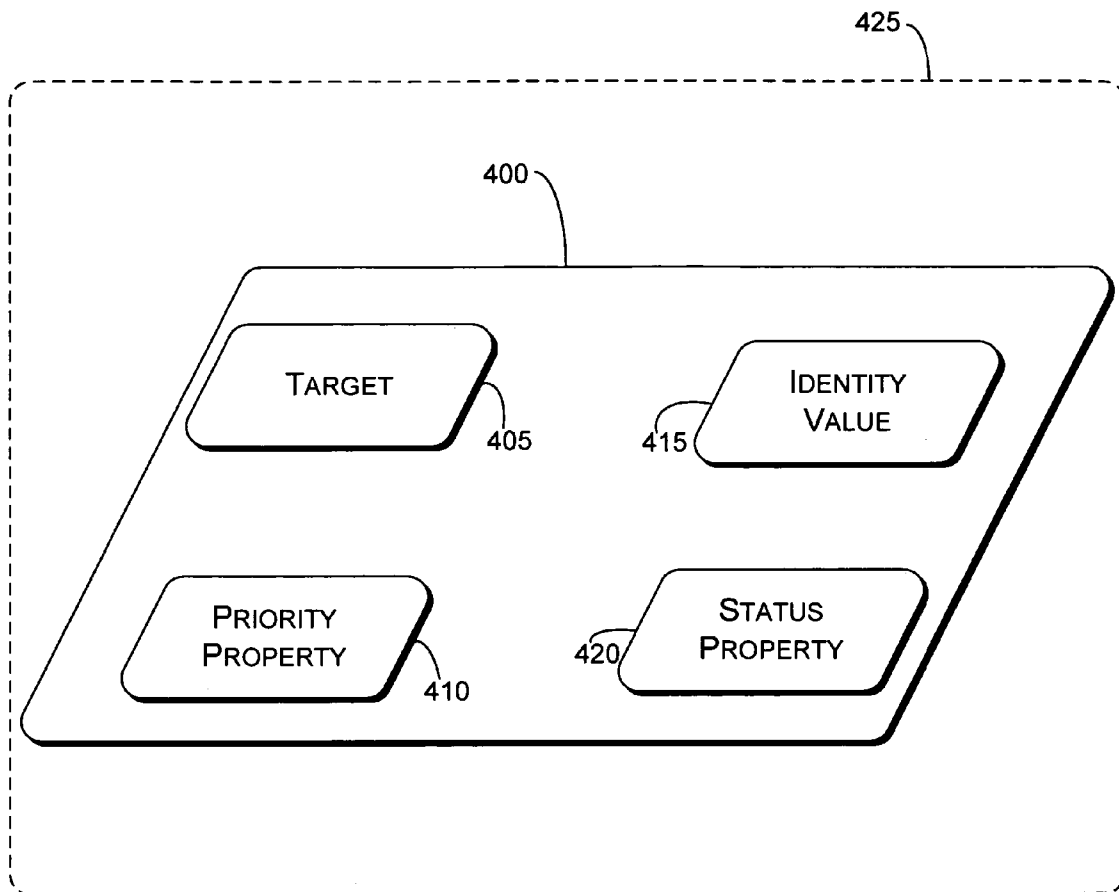 425
400
TARGET
405
IDENTITY
VALUE
415
PRIORITY
PROPERTY
410
STATUS
PROPERTY
420